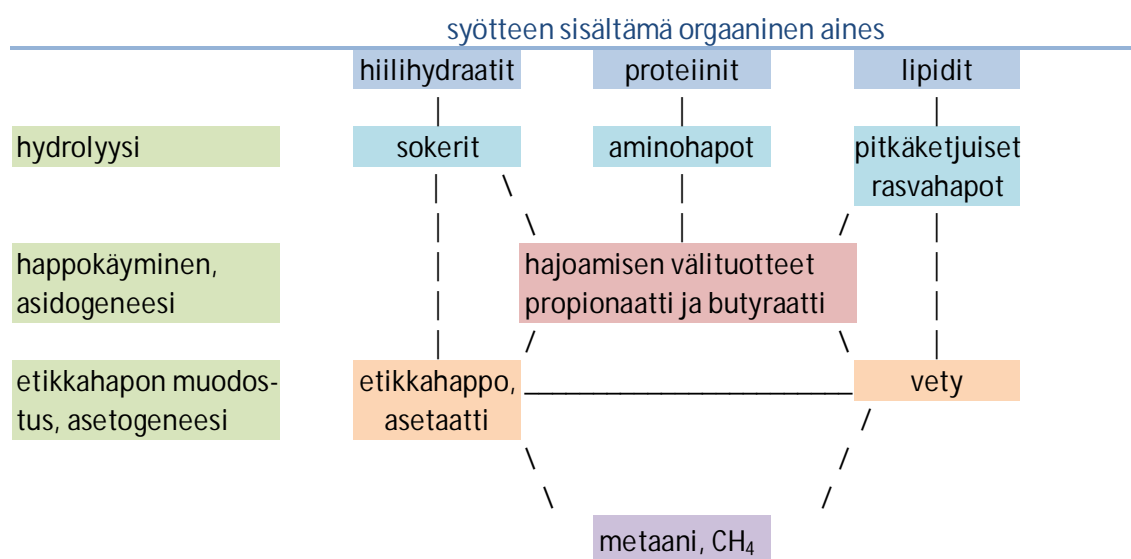 syötteen sisältämä orgaaninen aines
hiilihydraatit proteiinit lipidit
hydrolyysi sokerit aminohapot pitkäketjuiset
rasvahapot
happokäyminen, hajoamisen välituotteet
asidogeneesi propionaatti ja butyraatti
etikkahapon muodos- etikkahappo, vety
tus, asetogeneesi asetaatti
metaani, CH₄